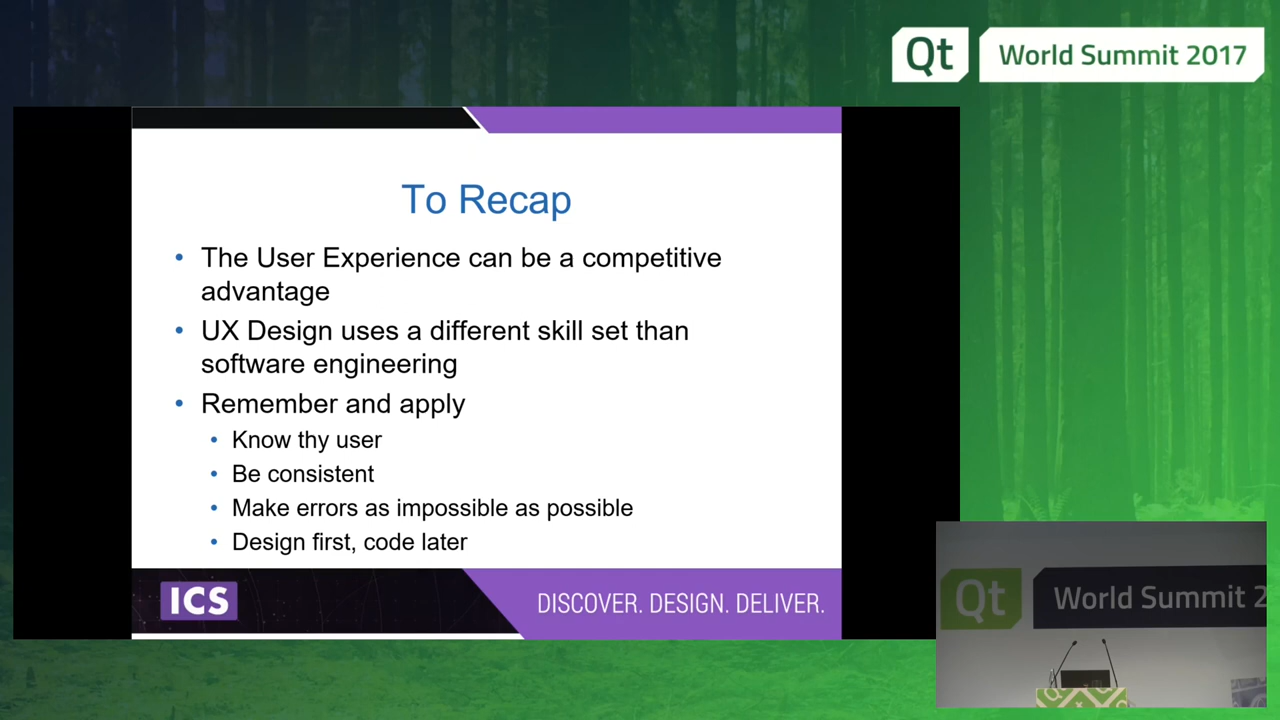 Qt World Summit 2017
To Recap
• The User Experience can be a competitive
advantage
• UX Design uses a different skill set than
software engineering
• Remember and apply
• Know thy user
• Be consistent
• Make errors as impossible as possible
• Design first, code later
ICS
DISCOVER. DESIGN. DELIVER.
Qt World Summit 2